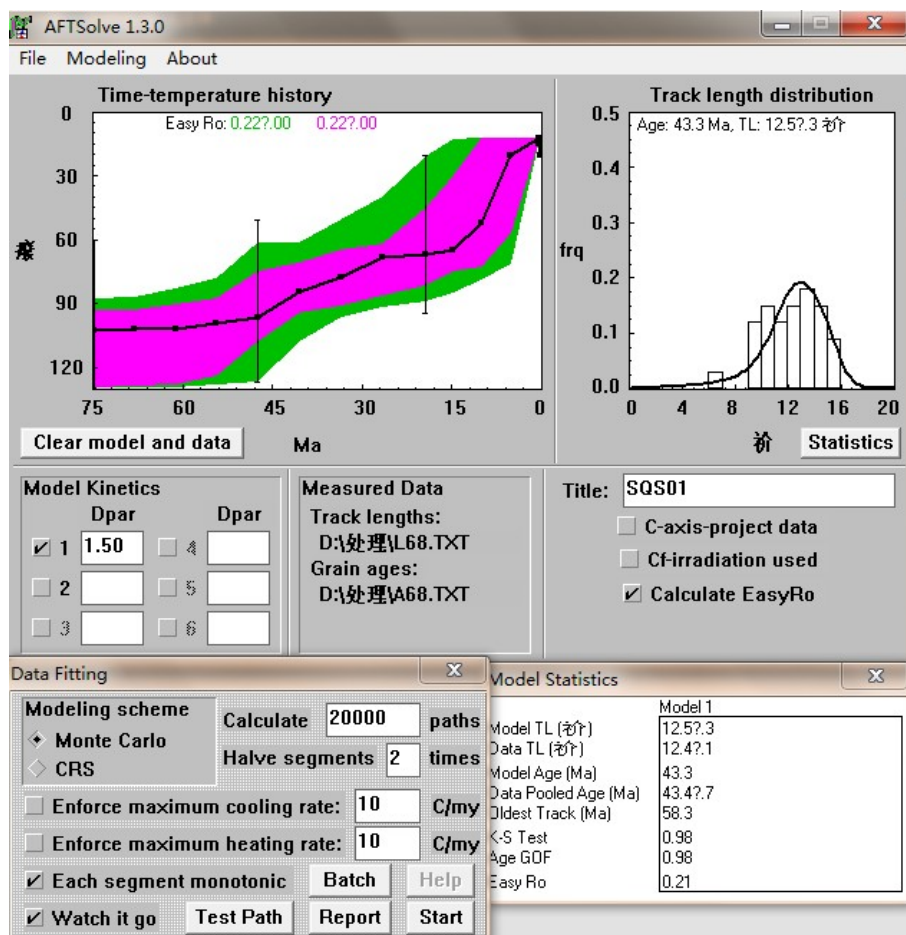 AFTSolve 1.3.0
File Modeling About
Time-temperature history
Easy Ro: 0.22?.00 0.22?.00
0
30
60
90
120
75 60 45 30 15 0
Clear model and data
Ma
Track length distribution
Age: 43.3 Ma, TL: 12.5?.3 祄
0.5
0.4
0.3
frq
0.2
0.1
0.0
0 4 8 12 16 20
祄
Statistics
Model Kinetics
Dpar Dpar
1 1.50 4
2 5
3 6
Measured Data
Track lengths:
D:\处理\L68.TXT
Grain ages:
D:\处理\A68.TXT
Title: SQS01
C-axis-project data
Cf-irradiation used
Calculate EasyRo
Data Fitting
Modeling scheme
Monte Carlo
CRS
Calculate 20000 paths
Halve segments 2 times
Enforce maximum cooling rate: 10 C/my
Enforce maximum heating rate: 10 C/my
Each segment monotonic Batch Help
Watch it go Test Path Report Start
Model Statistics
Model 1
Model TL (祄) 12.5?.3
Data TL (祄) 12.4?.1
Model Age (Ma) 43.3
Data Pooled Age (Ma) 43.4?.7
Oldest Track (Ma) 58.3
K-S Test 0.98
Age GOF 0.98
Easy Ro 0.21